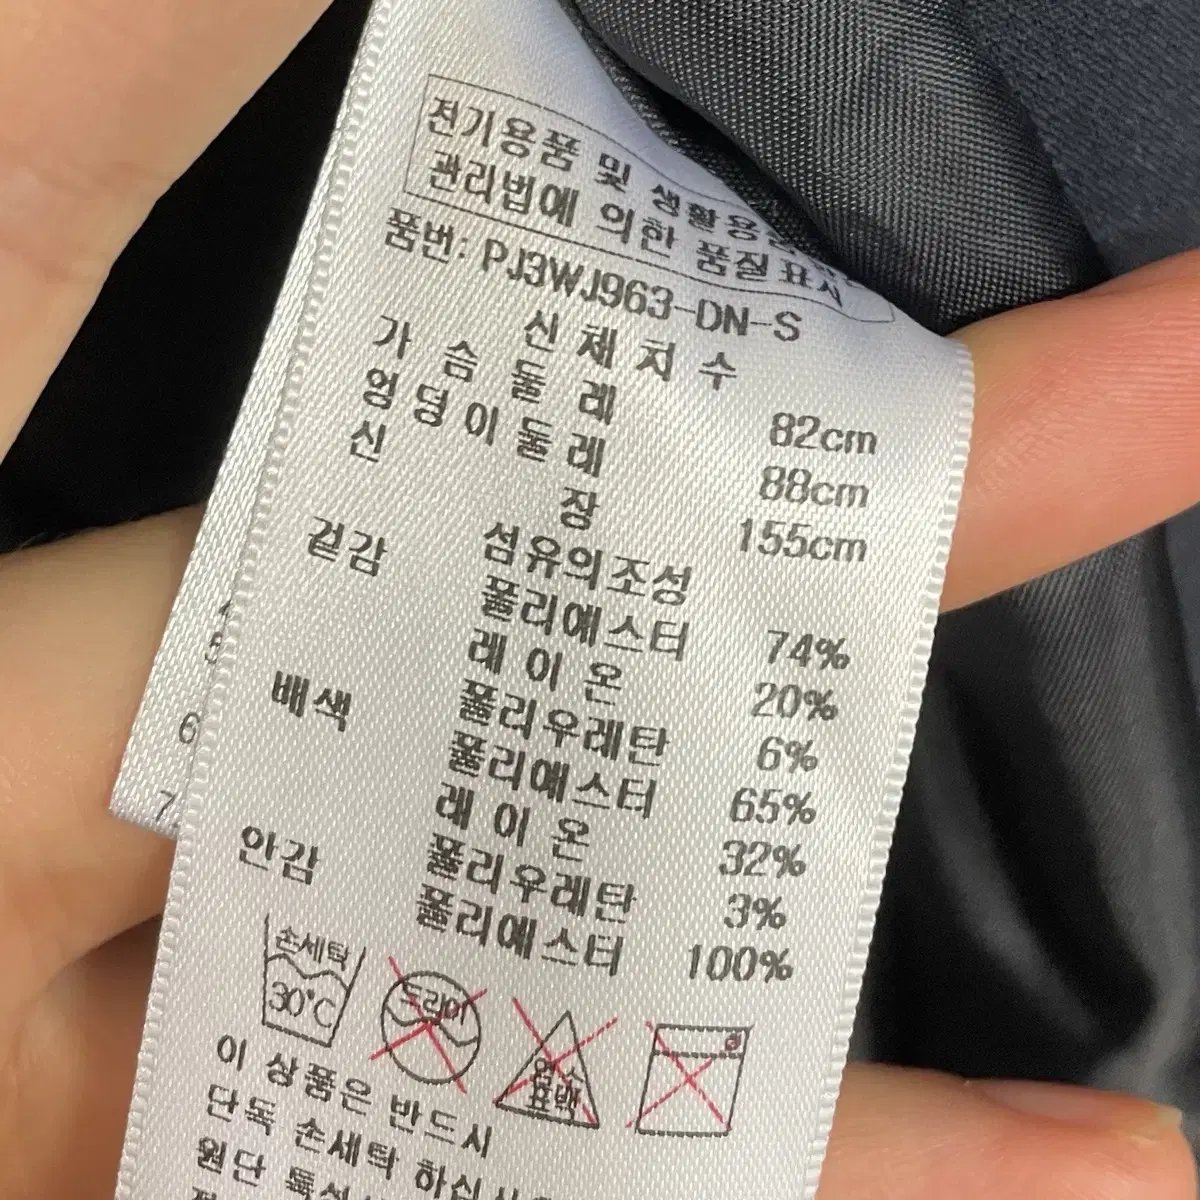 전기용품 및 생활용
관리법에 의한 품질표시
품번: PJ3WJ963-DN-S
신체치수
가슴둘레 82cm
엉덩이둘레 88cm
신장 155cm
섬유의조성
겉감 폴리에스터 74%
레이온 20%
폴리우레탄 6%
배색 폴리에스터 65%
레이온 32%
폴리우레탄 3%
안감 폴리에스터 100%
손세탁
30°C
드라이
염소
표백
이 상품은 반드시
단독 손세탁 하십시
원단 특성
6
7